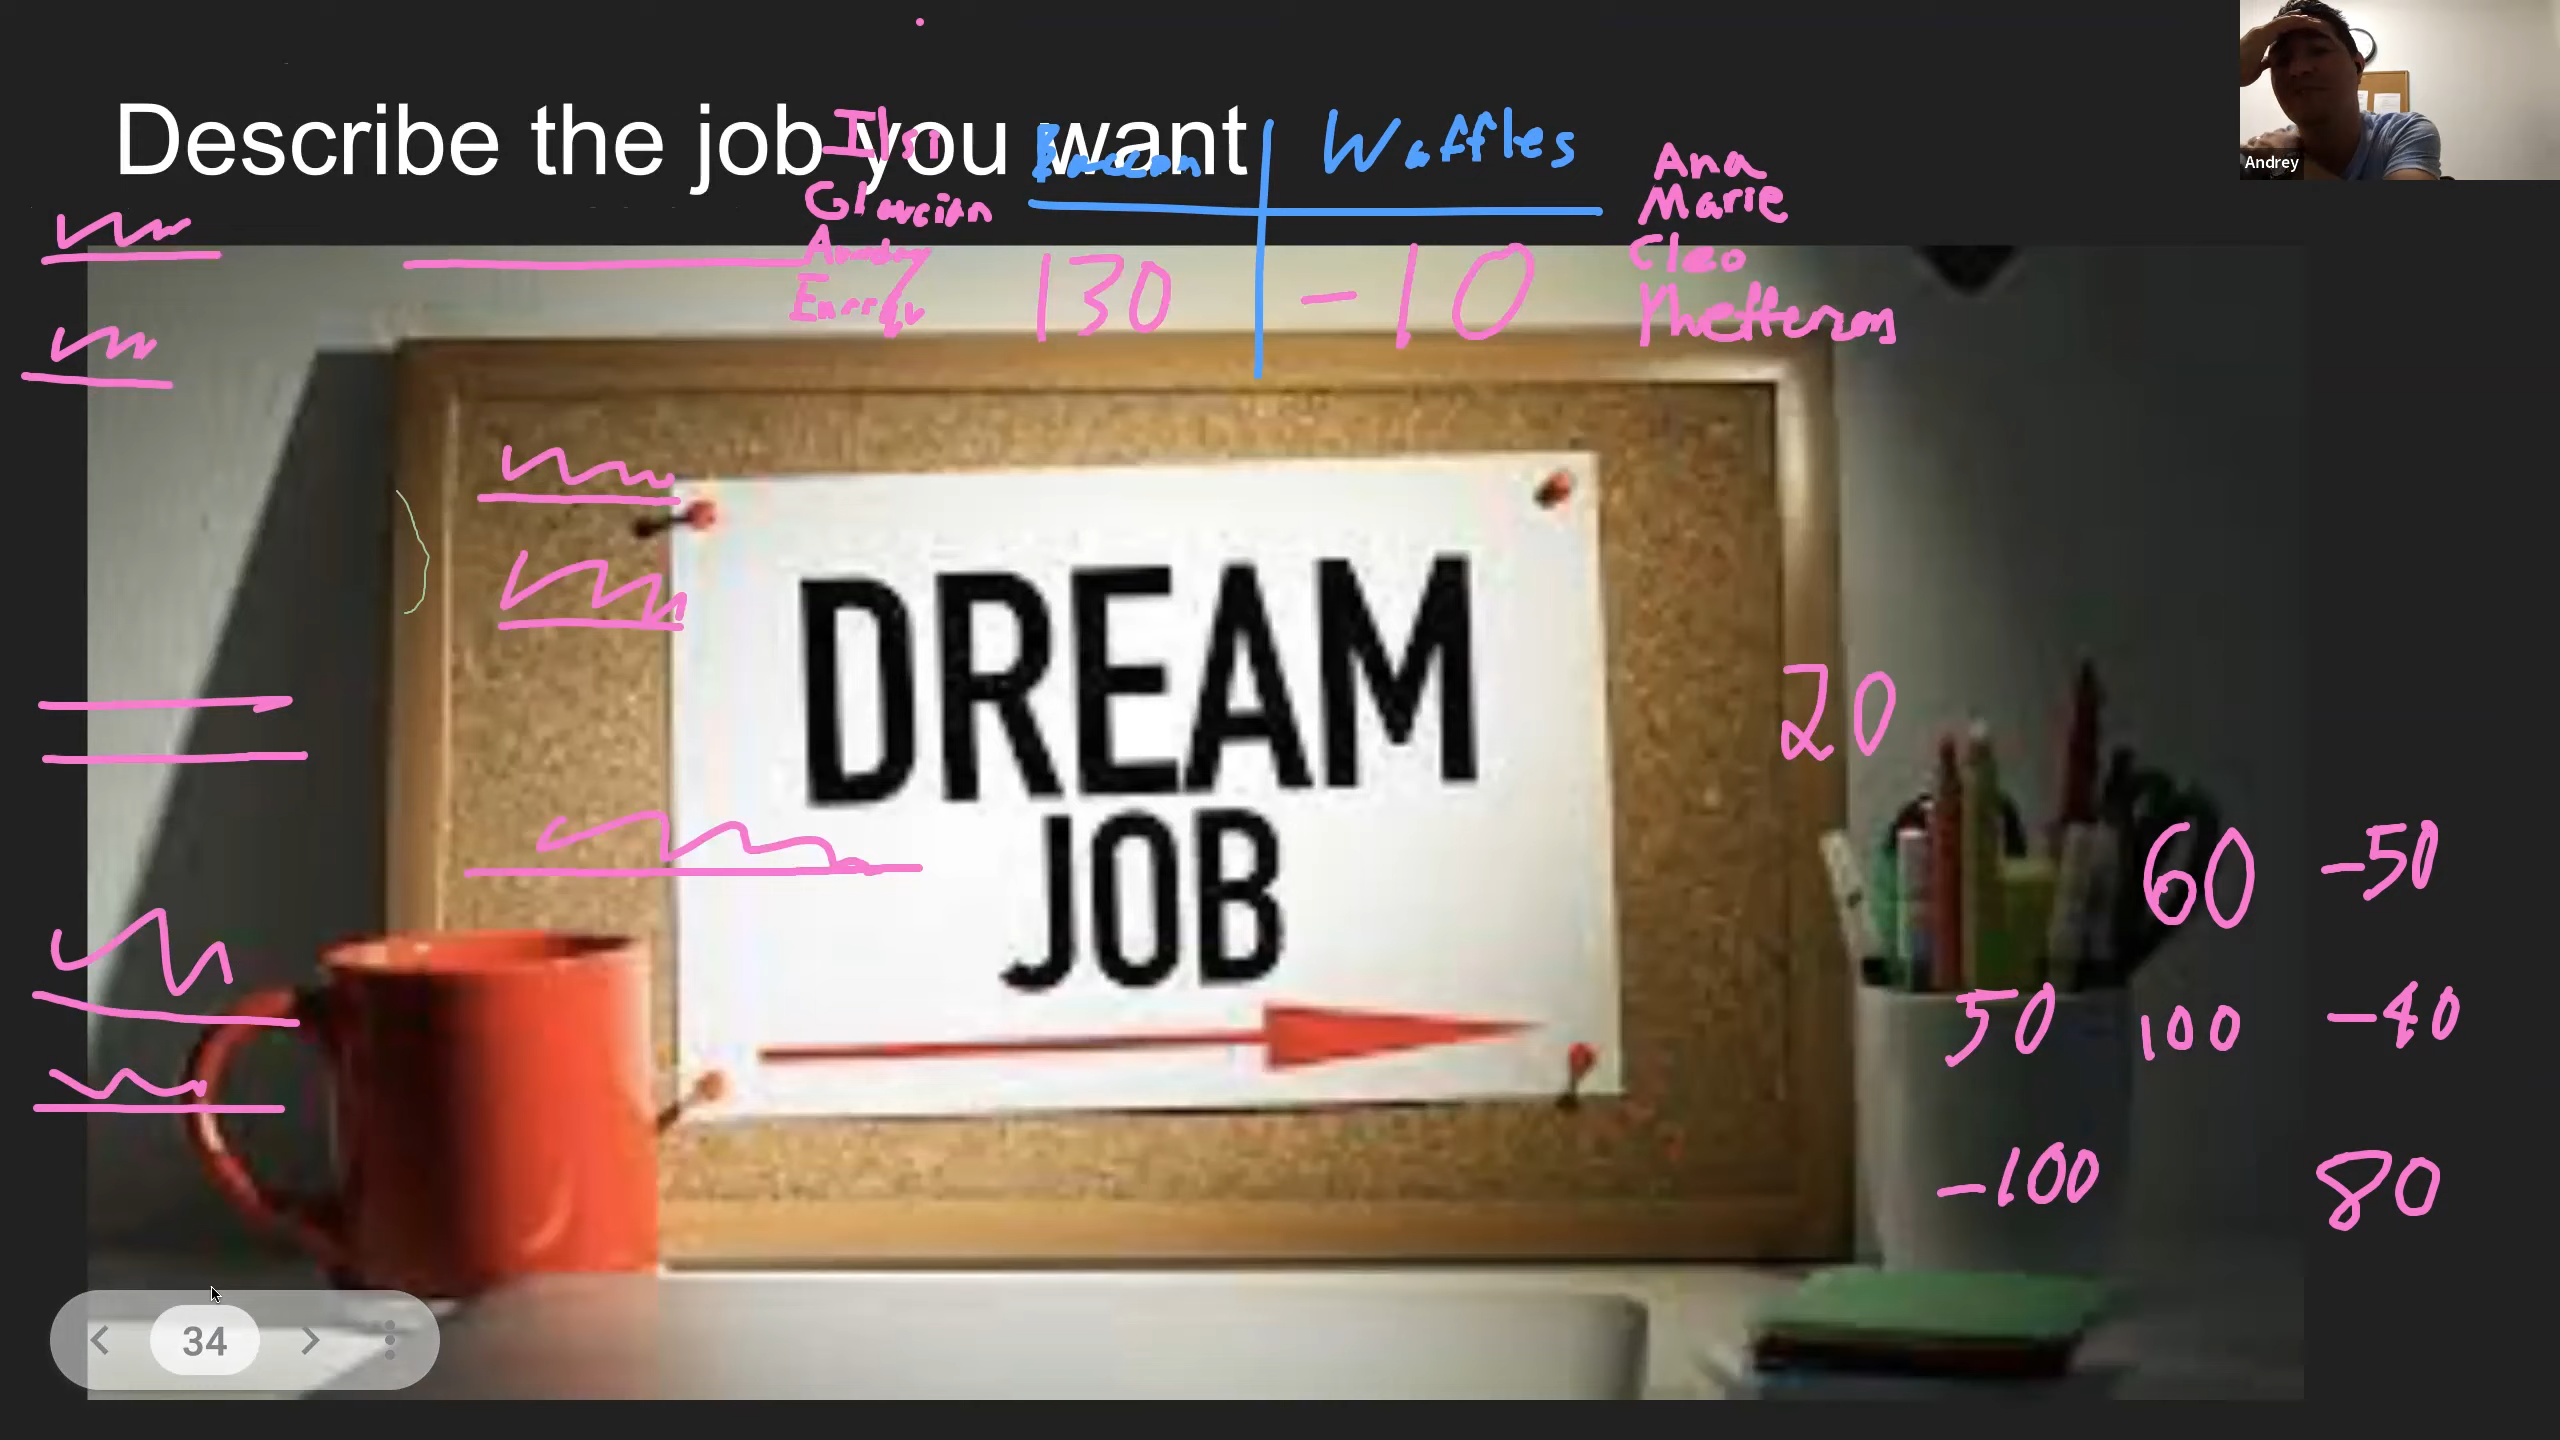 Describe the job you want
Ilsi
Waffles
Ana
Marie
Cleo
130
-10
Andrey
DREAM
JOB
20
60 -50
50 100 -40
-100 80
34